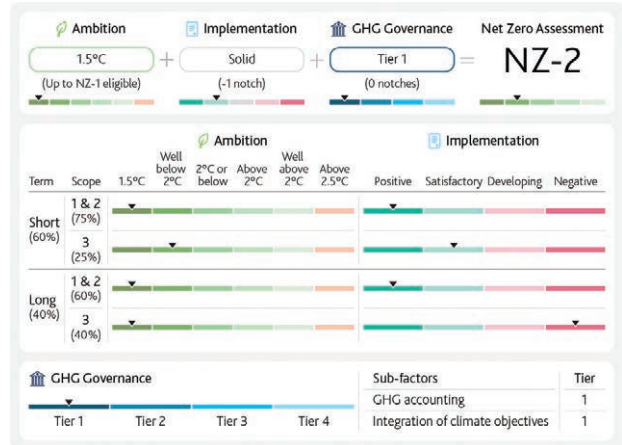 Ambition Implementation GHG Governance Net Zero Assessment
1.5°C + Solid + Tier 1 = NZ-2
(Up to NZ-1 eligible) (-1 notch) (0 notches)
Ambition Implementation
Term Scope 1.5°C Well below 2°C 2°C or below Above 2°C Well above 2°C Above 2.5°C Positive Satisfactory Developing Negative
Short (60%) 1 & 2 (75%)
3 (25%)
Long (40%) 1 & 2 (60%)
3 (40%)
GHG Governance Sub-factors Tier
GHG accounting 1
Tier 1 Tier 2 Tier 3 Tier 4 Integration of climate objectives 1